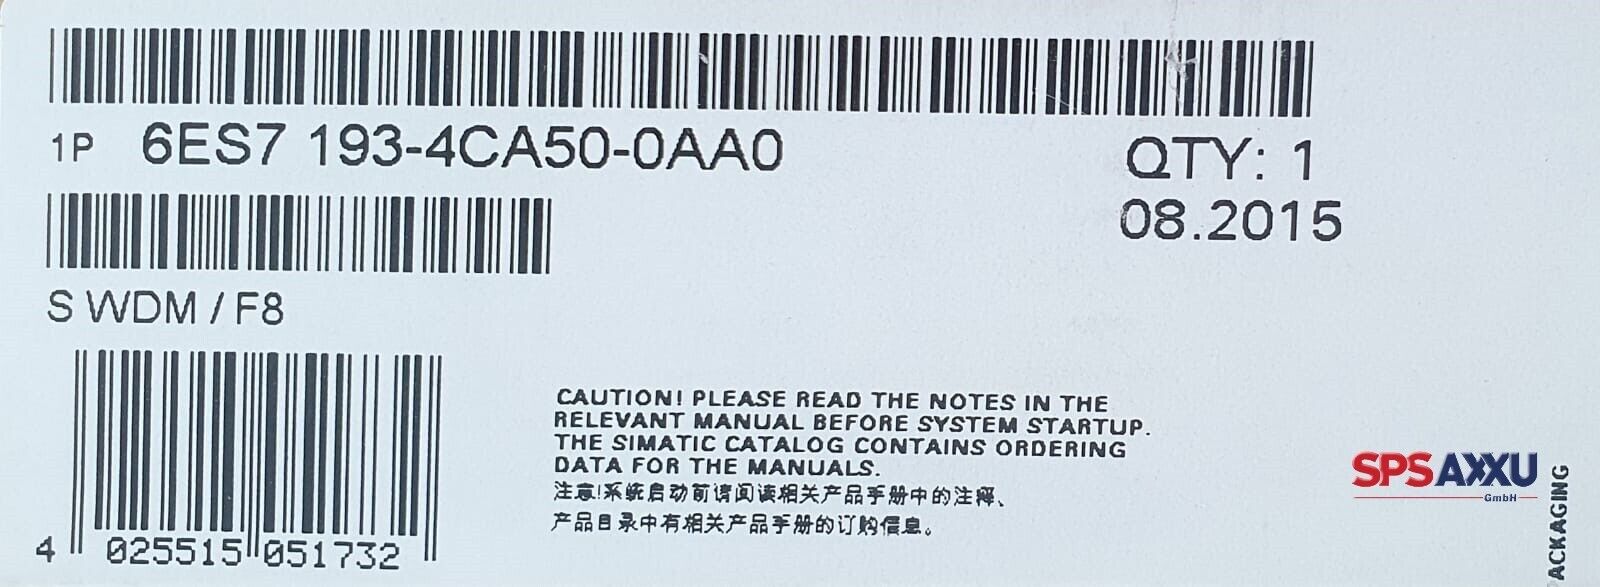 1P 6ES7 193-4CA50-0AA0
QTY: 1
08.2015
S WDM / F8
4 025515 051732
CAUTION! PLEASE READ THE NOTES IN THE
RELEVANT MANUAL BEFORE SYSTEM STARTUP.
THE SIMATIC CATALOG CONTAINS ORDERING
DATA FOR THE MANUALS.
注意!系统启动前请阅读相关产品手册中的注释、
产品目录中有相关产品手册的订购信息。
SPS AXXU
GmbH
ACKAGING